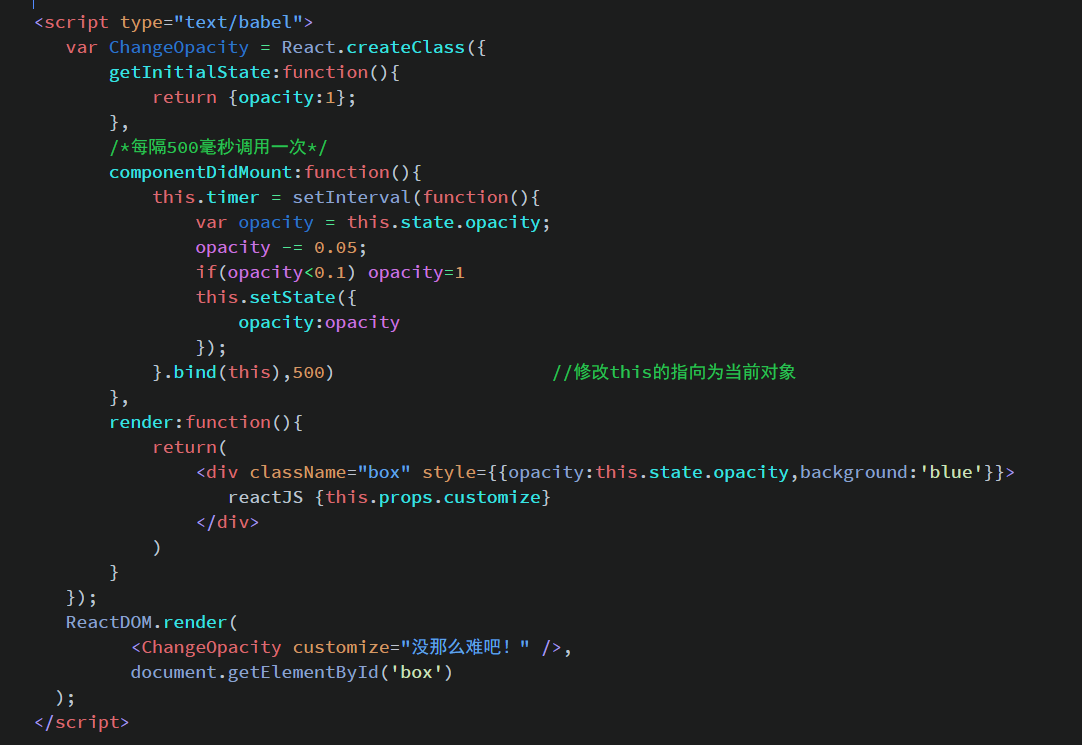 <script type="text/babel">
var ChangeOpacity = React.createClass({
getInitialState:function(){
return {opacity:1};
},
/*每隔500毫秒调用一次*/
componentDidMount:function(){
this.timer = setInterval(function(){
var opacity = this.state.opacity;
opacity -= 0.05;
if(opacity<0.1) opacity=1
this.setState({
opacity:opacity
});
}.bind(this),500) //修改this的指向为当前对象
},
render:function(){
return(
<div className="box" style={{opacity:this.state.opacity,background:'blue'}}>
reactJS {this.props.customize}
</div>
)
}
});
ReactDOM.render(
<ChangeOpacity customize="没那么难吧！" />,
document.getElementById('box')
);
</script>